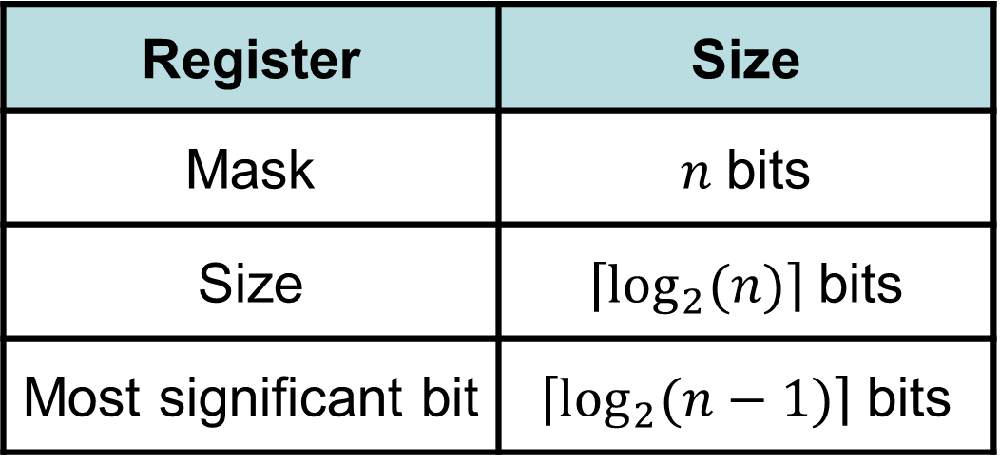 Register Size
Mask 𝑛 bits
Size ⌈log₂(𝑛)⌉ bits
Most significant bit ⌈log₂(𝑛 − 1)⌉ bits